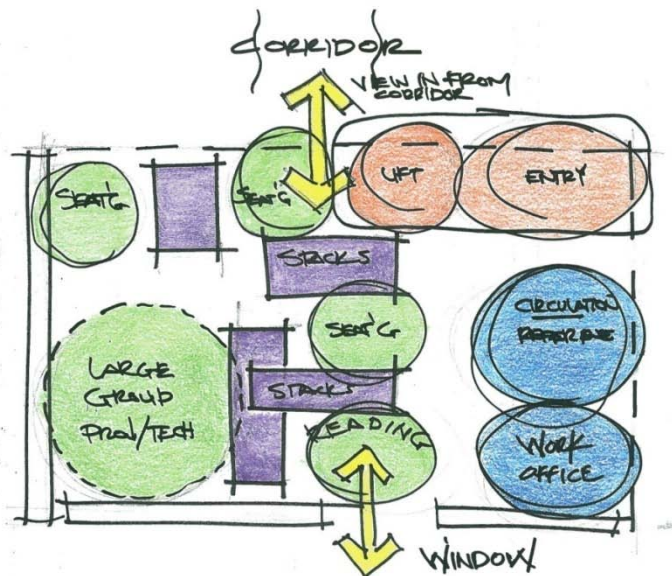 CORRIDOR
VIEW IN FROM
CORRIDOR
SEAT'G
SEAT'G
LIFT
ENTRY
STACKS
SEAT'G
CIRCULATION
REFERENCE
LARGE
GROUP
PROJ/TECH
STACKS
READING
WORK
OFFICE
WINDOW